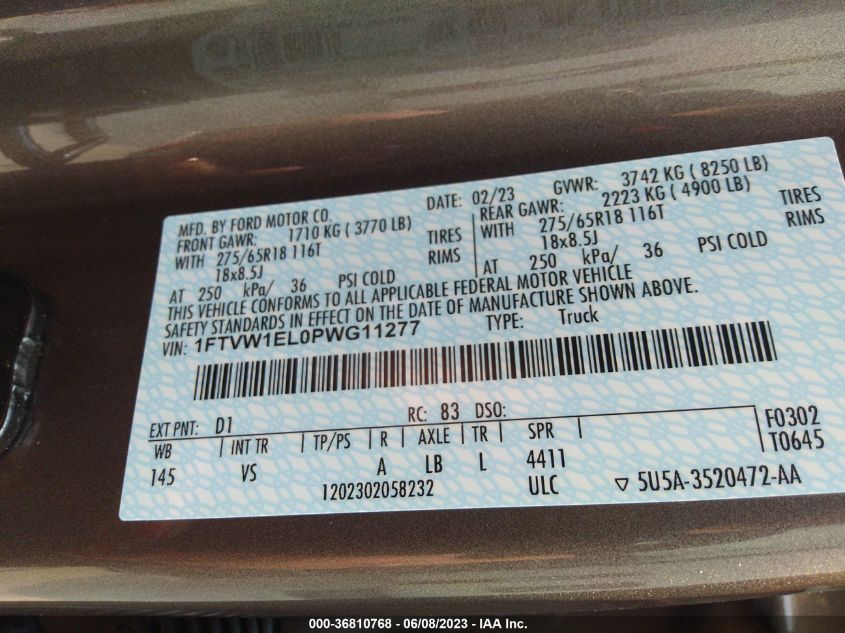 MFD. BY FORD MOTOR CO.
DATE: 02/23 GVWR: 3742 KG ( 8250 LB)
FRONT GAWR: 1710 KG ( 3770 LB) REAR GAWR: 2223 KG ( 4900 LB)
WITH 275/65R18 116T TIRES WITH 275/65R18 116T TIRES
18x8.5J RIMS 18x8.5J RIMS
AT 250 kPa/ 36 PSI COLD AT 250 kPa/ 36 PSI COLD
THIS VEHICLE CONFORMS TO ALL APPLICABLE FEDERAL MOTOR VEHICLE
SAFETY STANDARDS IN EFFECT ON THE DATE OF MANUFACTURE SHOWN ABOVE.
VIN: 1FTVW1EL0PWG11277 TYPE: Truck
EXT PNT: D1 RC: 83 DSO: F0302
WB INT TR TP/PS R AXLE TR SPR T0645
145 VS A LB L 4411
1202302058232 ULC ▽ 5U5A-3520472-AA
000-36810768 - 06/08/2023 - IAA Inc.